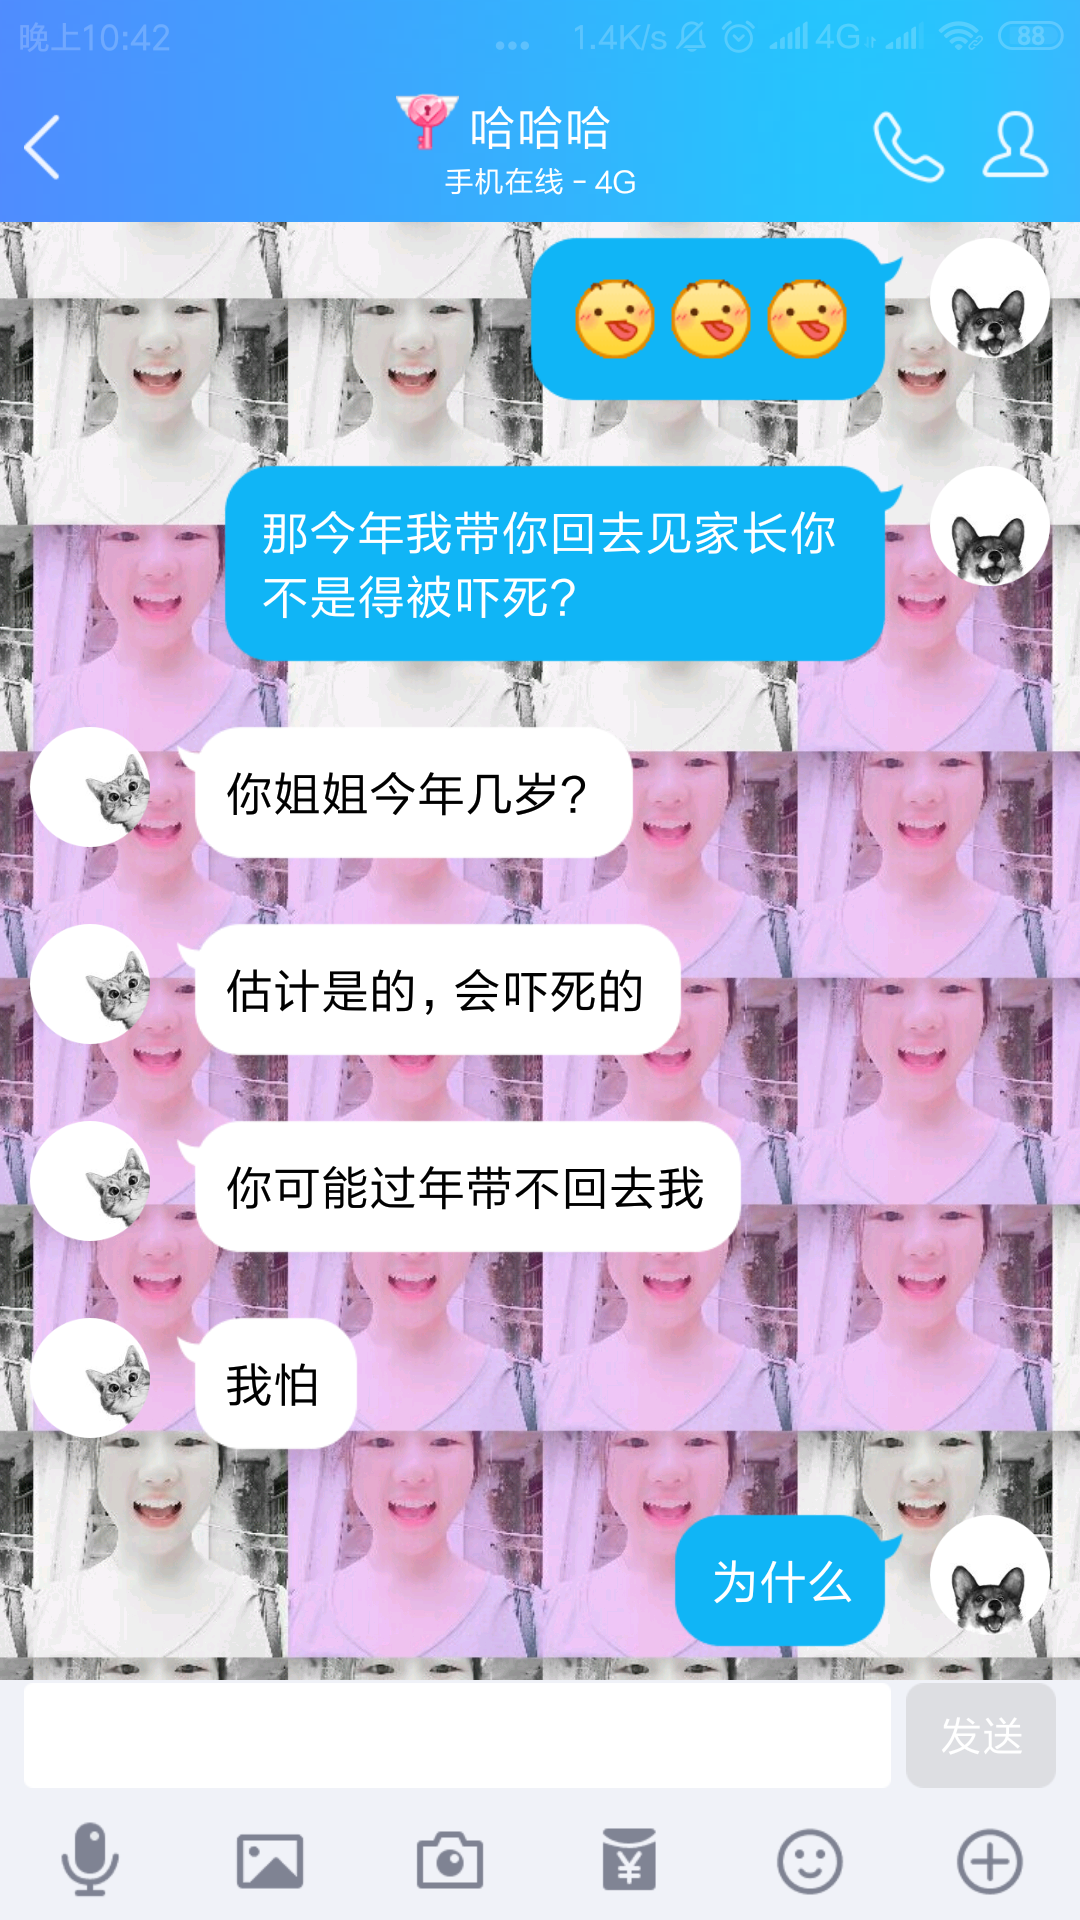 晚上10:42
... 1.4K/s 4G 88
哈哈哈
手机在线 - 4G
那今年我带你回去见家长你
不是得被吓死?
你姐姐今年几岁?
估计是的,会吓死的
你可能过年带不回去我
我怕
为什么
发送
¥